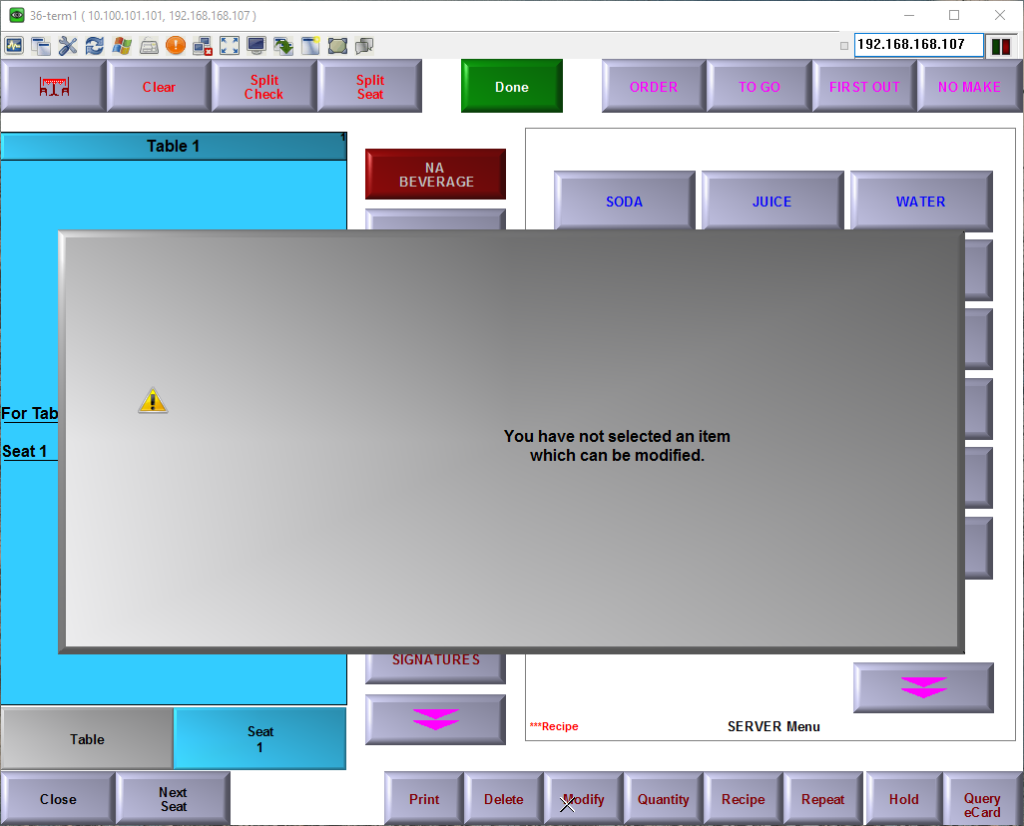 36-term1 ( 10.100.101.101, 192.168.168.107 )
192.168.168.107
Clear
Split
Check
Split
Seat
Done
ORDER
TO GO
FIRST OUT
NO MAKE
Table 1
1
NA
BEVERAGE
SODA
JUICE
WATER
For Tab
Seat 1
You have not selected an item
which can be modified.
SIGNATURES
***Recipe
SERVER Menu
Table
Seat
1
Close
Next
Seat
Print
Delete
Modify
Quantity
Recipe
Repeat
Hold
Query
eCard